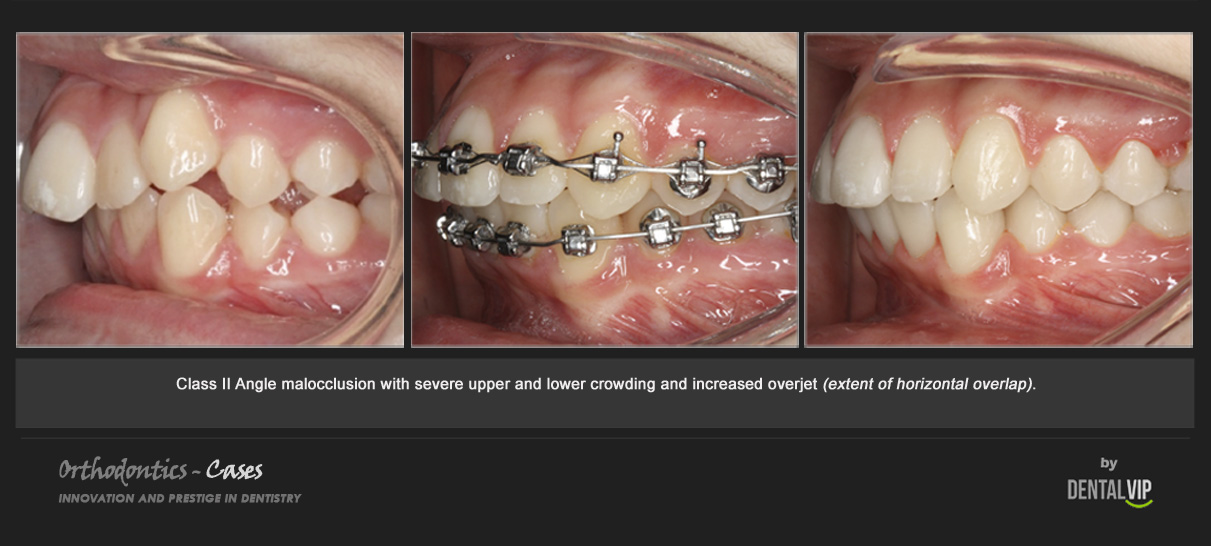 Class II Angle malocclusion with severe upper and lower crowding and increased overjet (extent of horizontal overlap).
Orthodontics - Cases
INNOVATION AND PRESTIGE IN DENTISTRY
by
DENTALVIP